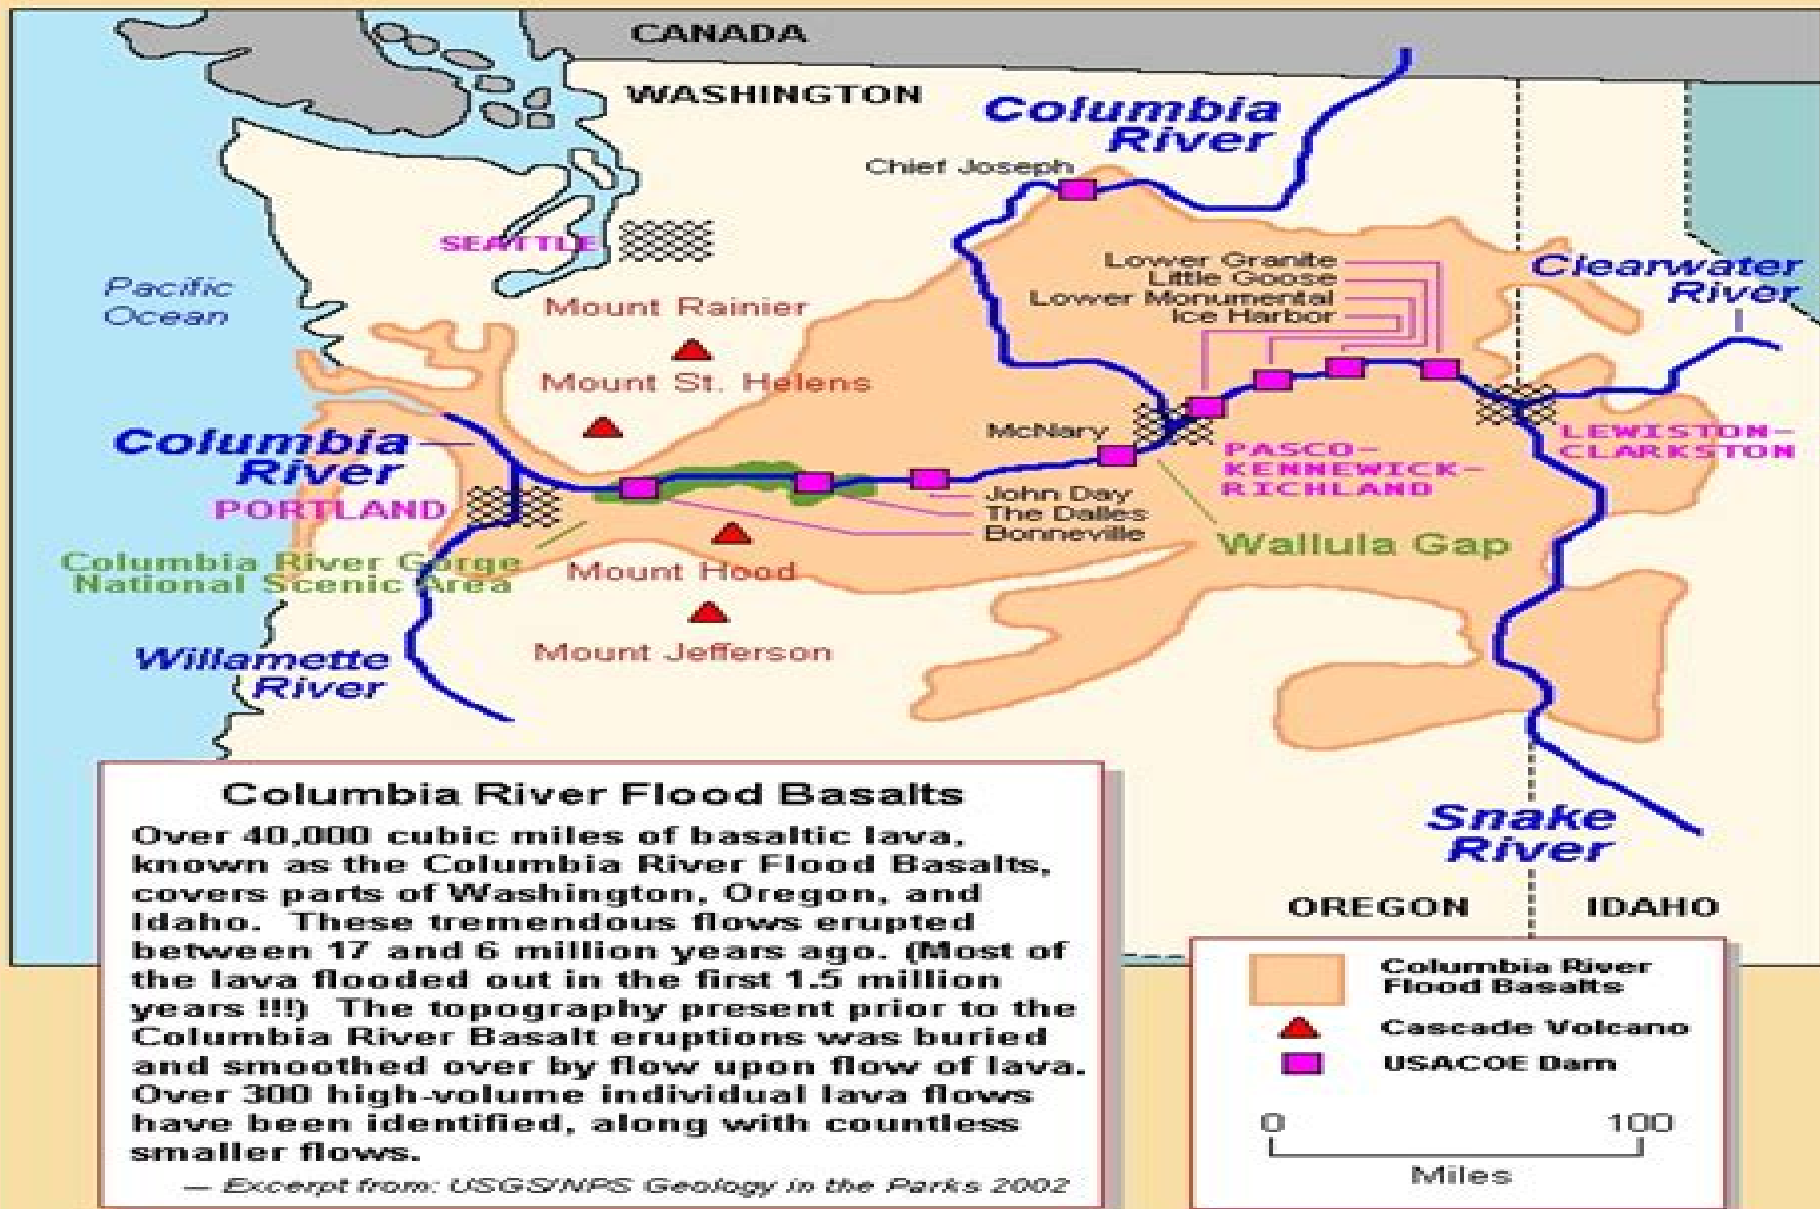 CANADA
WASHINGTON
Columbia
River
Chief Joseph
SEATTLE
Pacific
Ocean
Lower Granite
Little Goose
Lower Monumental
Ice Harbor
Clearwater
River
Mount Rainier
Mount St. Helens
Columbia
River
McNary
PASCO-
KENNEWICK-
RICHLAND
LEWISTON-
CLARKSTON
PORTLAND
John Day
The Dalles
Bonneville
Wallula Gap
Columbia River Gorge
National Scenic Area
Mount Hood
Mount Jefferson
Willamette
River
Snake
River
OREGON
IDAHO
Columbia River Flood Basalts
Over 40,000 cubic miles of basaltic lava,
known as the Columbia River Flood Basalts,
covers parts of Washington, Oregon, and
Idaho. These tremendous flows erupted
between 17 and 6 million years ago. (Most of
the lava flooded out in the first 1.5 million
years !!!) The topography present prior to the
Columbia River Basalt eruptions was buried
and smoothed over by flow upon flow of lava.
Over 300 high-volume individual lava flows
have been identified, along with countless
smaller flows.
— Excerpt from: USGS/NPS Geology in the Parks 2002
Columbia River
Flood Basalts
Cascade Volcano
USACOE Dam
0 100
Miles